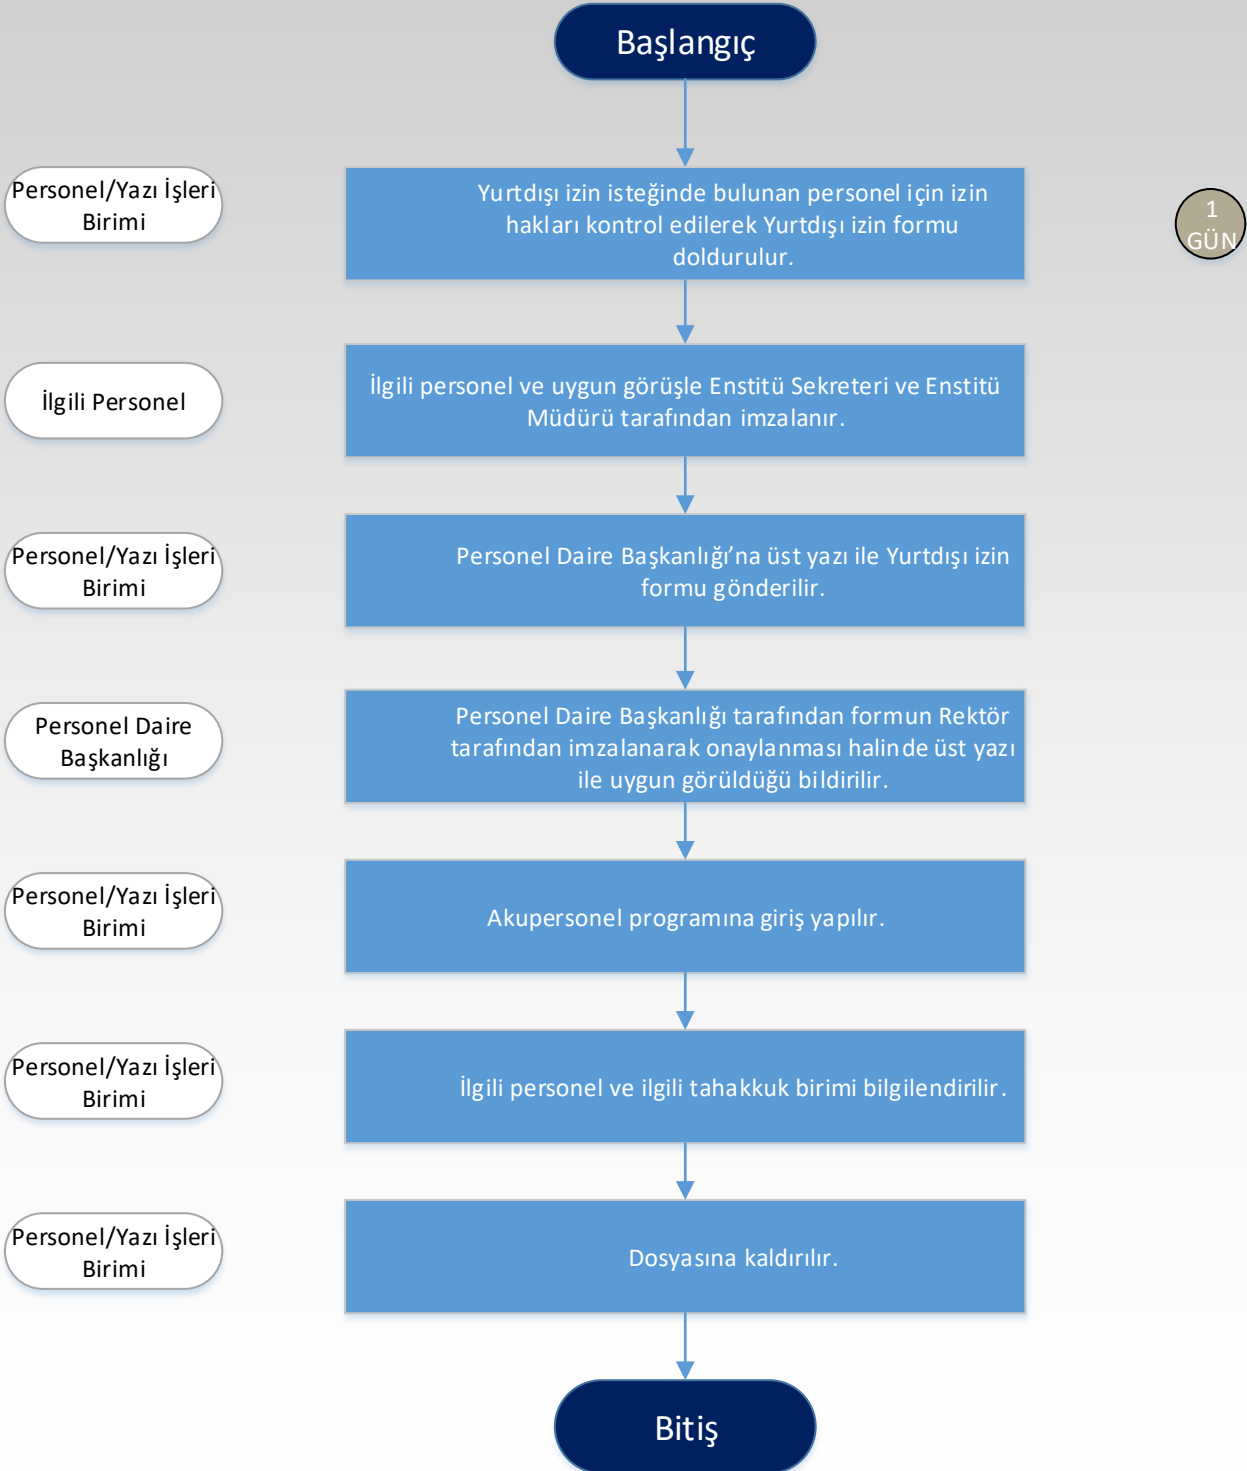 Başlangıç
Personel/Yazı İşleri
Birimi
Yurtdışı izin isteğinde bulunan personel için izin
hakları kontrol edilerek Yurtdışı izin formu
doldurulur.
1
GÜN
İlgili Personel
İlgili personel ve uygun görüşle Enstitü Sekreteri ve Enstitü
Müdürü tarafından imzalanır.
Personel/Yazı İşleri
Birimi
Personel Daire Başkanlığı’na üst yazı ile Yurtdışı izin
formu gönderilir.
Personel Daire
Başkanlığı
Personel Daire Başkanlığı tarafından formun Rektör
tarafından imzalanarak onaylanması halinde üst yazı
ile uygun görüldüğü bildirilir.
Personel/Yazı İşleri
Birimi
Akupersonel programına giriş yapılır.
Personel/Yazı İşleri
Birimi
İlgili personel ve ilgili tahakkuk birimi bilgilendirilir.
Personel/Yazı İşleri
Birimi
Dosyasına kaldırılır.
Bitiş